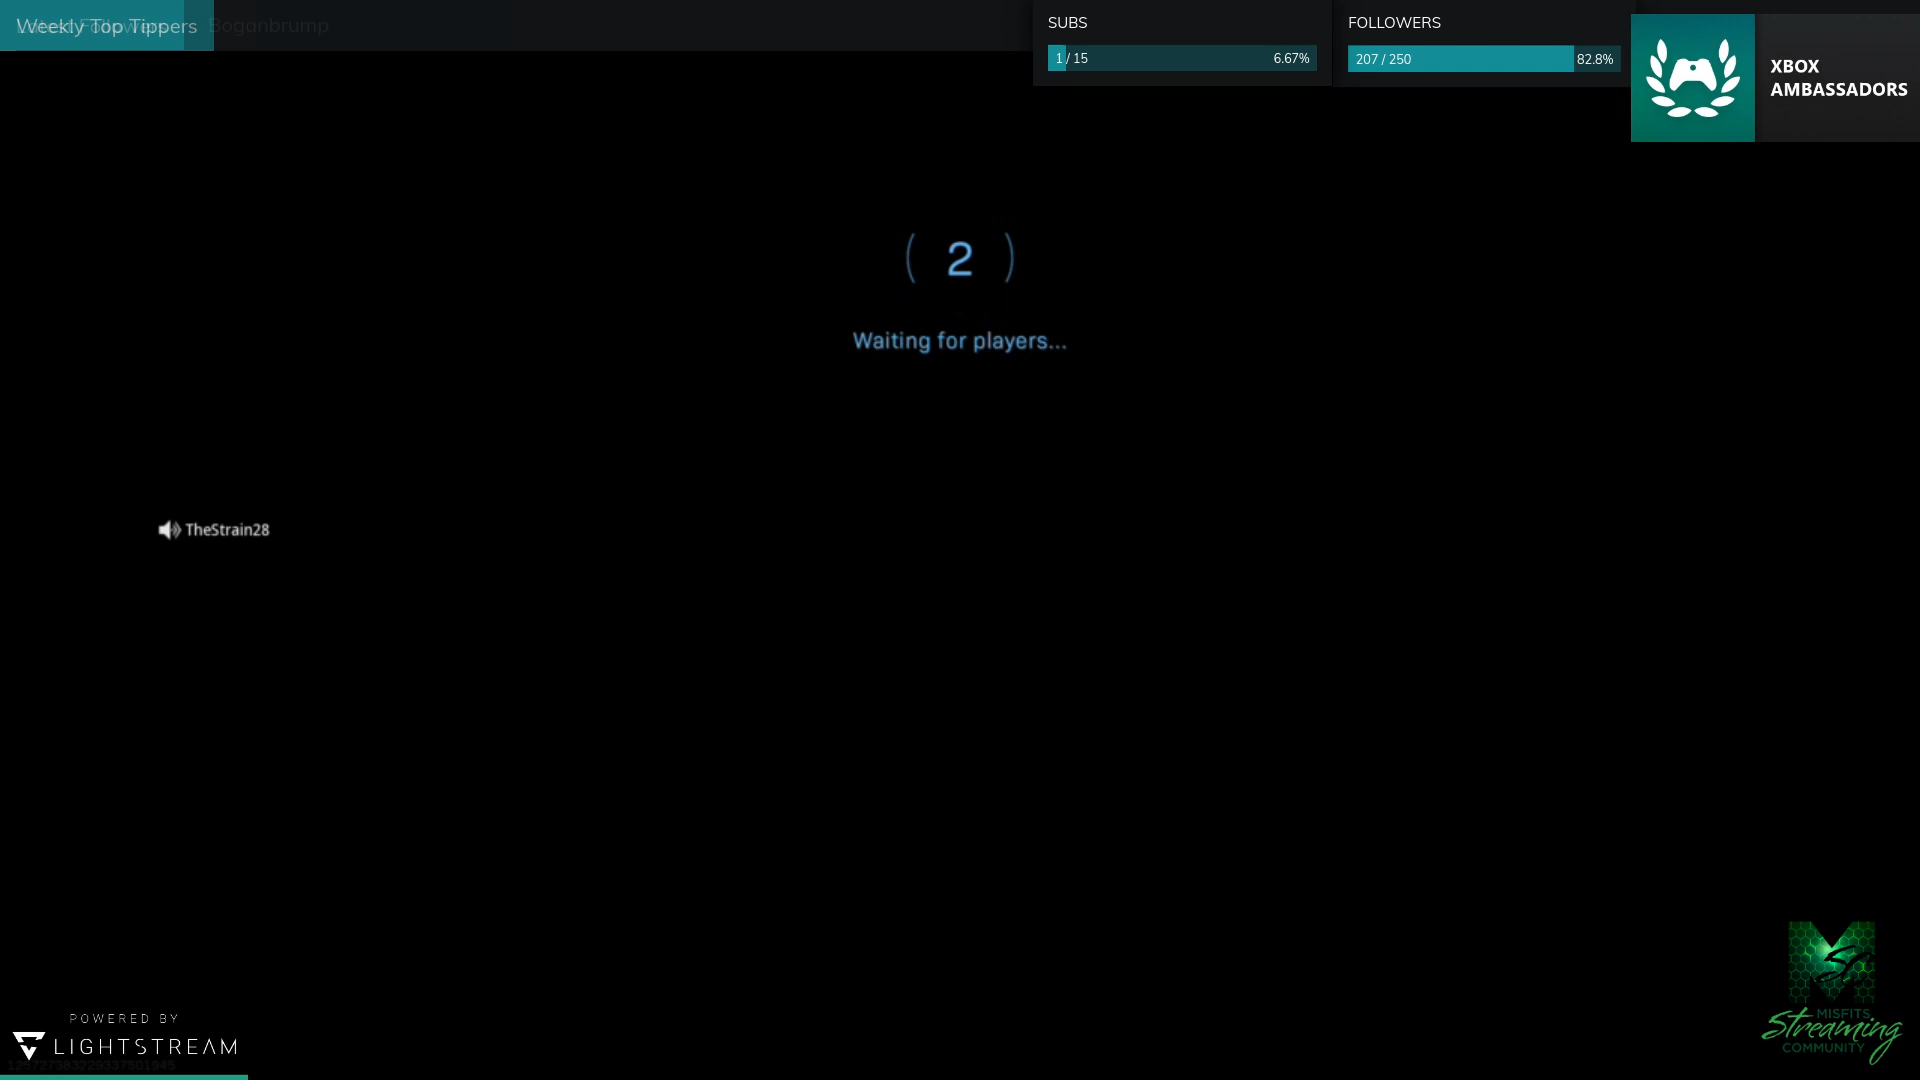 Weekly Top Tippers
Boganbrump
SUBS
1 / 15
6.67%
FOLLOWERS
207 / 250
82.8%
XBOX
AMBASSADORS
( 2 )
Waiting for players...
TheStrain28
POWERED BY
LIGHTSTREAM
MISFITS
Streaming
COMMUNITY